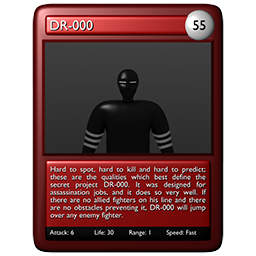 DR-000
55
Hard to spot, hard to kill and hard to predict;
these are the qualities which best define the
secret project DR-000. It was designed for
assassination jobs, and it does so very well. If
there are no allied fighters on his line and there
are no obstacles preventing it, DR-000 will jump
over any enemy fighter.
Attack: 6 Life: 30 Range: 1 Speed: Fast